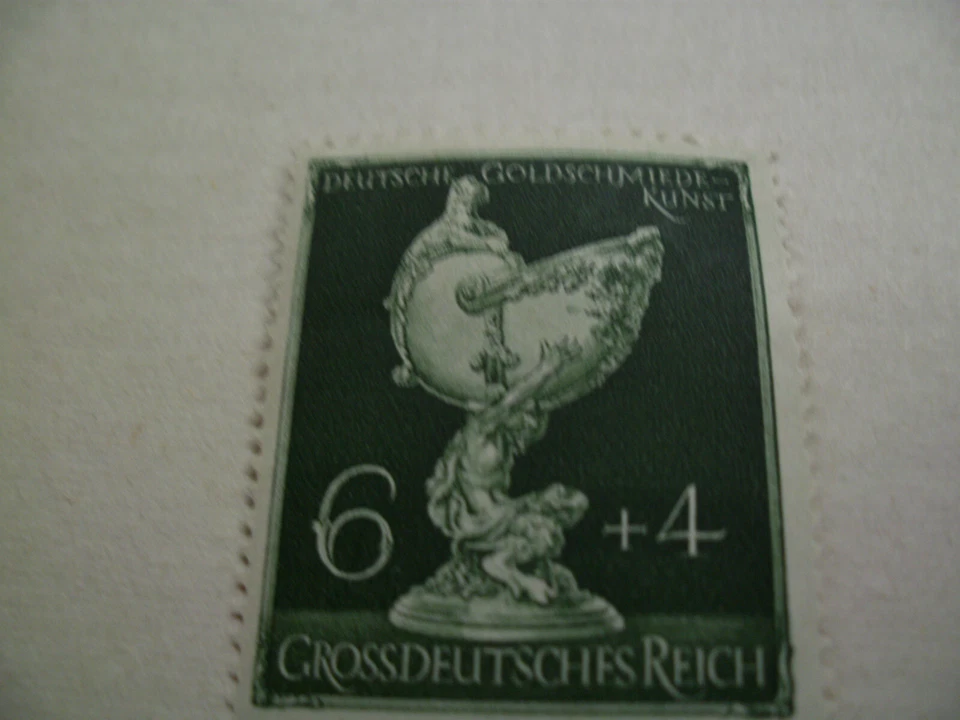 DEUTSCHE GOLDSCHMIEDE=
KUNST
6 +4
GROSSDEUTSCHES REICH